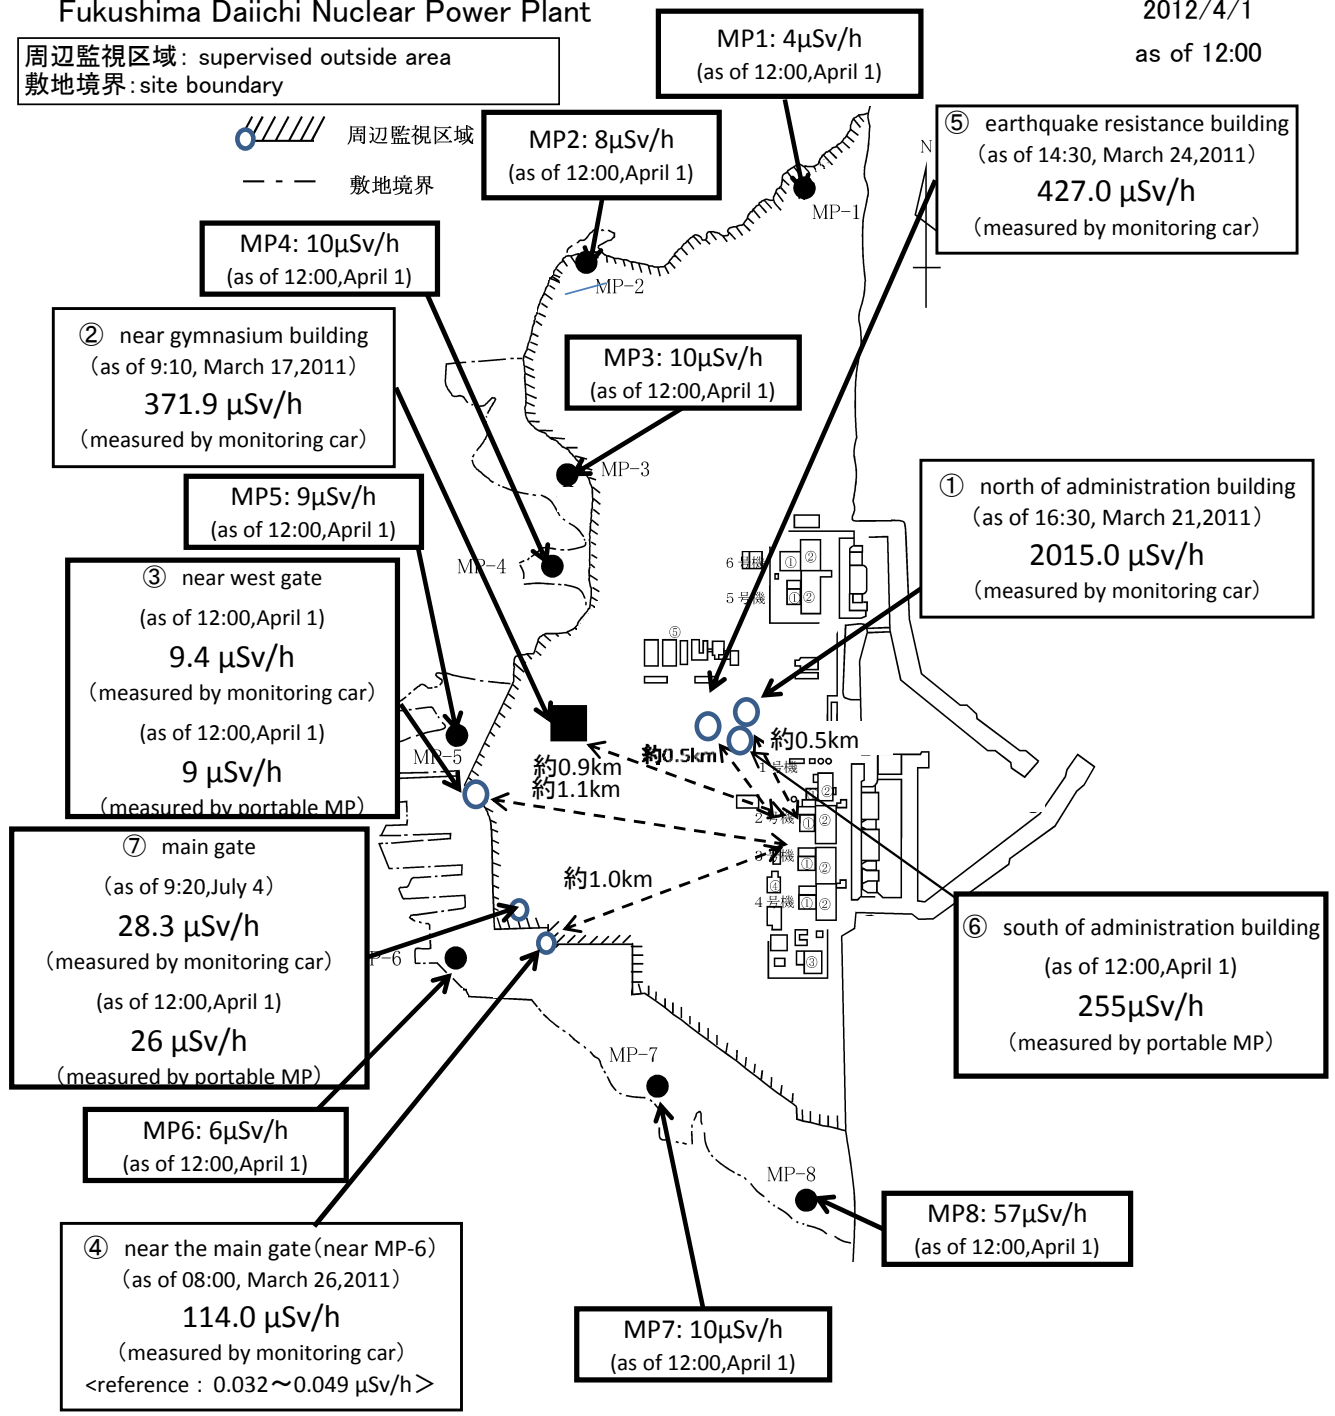 Fukushima Daiichi Nuclear Power Plant
2012/4/1
as of 12:00
周辺監視区域: supervised outside area
敷地境界:site boundary
周辺監視区域
敷地境界
MP1: 4μSv/h
(as of 12:00,April 1)
MP2: 8μSv/h
(as of 12:00,April 1)
⑤ earthquake resistance building
(as of 14:30, March 24,2011)
427.0 μSv/h
(measured by monitoring car)
N
MP-1
MP4: 10μSv/h
(as of 12:00,April 1)
MP-2
② near gymnasium building
(as of 9:10, March 17,2011)
371.9 μSv/h
(measured by monitoring car)
MP3: 10μSv/h
(as of 12:00,April 1)
MP-3
MP5: 9μSv/h
(as of 12:00,April 1)
① north of administration building
(as of 16:30, March 21,2011)
2015.0 μSv/h
(measured by monitoring car)
MP-4
6号機
① ②
5号機
① ②
⑤
③ near west gate
(as of 12:00,April 1)
9.4 μSv/h
(measured by monitoring car)
(as of 12:00,April 1)
9 μSv/h
(measured by portable MP)
MP-5
約0.9km
約1.1km
約0.5km
約0.5km
1号機
②
2号機
① ②
3号機
① ②
④
4号機
① ②
③
約1.0km
⑦ main gate
(as of 9:20,July 4)
28.3 μSv/h
(measured by monitoring car)
(as of 12:00,April 1)
26 μSv/h
(measured by portable MP)
P-6
⑥ south of administration building
(as of 12:00,April 1)
255μSv/h
(measured by portable MP)
MP-7
MP6: 6μSv/h
(as of 12:00,April 1)
MP-8
MP8: 57μSv/h
(as of 12:00,April 1)
④ near the main gate(near MP-6)
(as of 08:00, March 26,2011)
114.0 μSv/h
(measured by monitoring car)
<reference : 0.032～0.049 μSv/h＞
MP7: 10μSv/h
(as of 12:00,April 1)